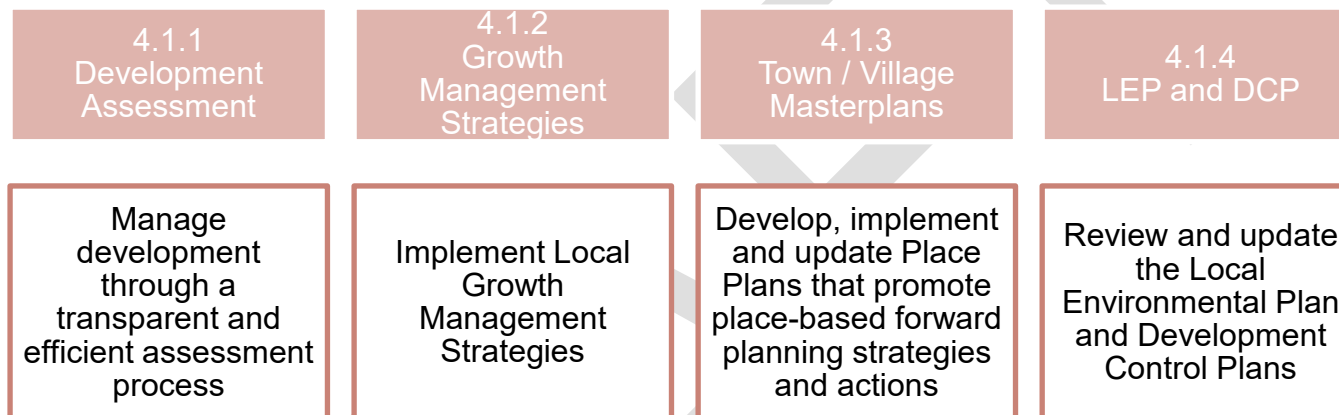 4.1.1
Development
Assessment
4.1.2
Growth
Management
Strategies
4.1.3
Town / Village
Masterplans
4.1.4
LEP and DCP
Manage
development
through a
transparent and
efficient assessment
process
Implement Local
Growth
Management
Strategies
Develop, implement
and update Place
Plans that promote
place-based forward
planning strategies
and actions
Review and update
the Local
Environmental Plan
and Development
Control Plans